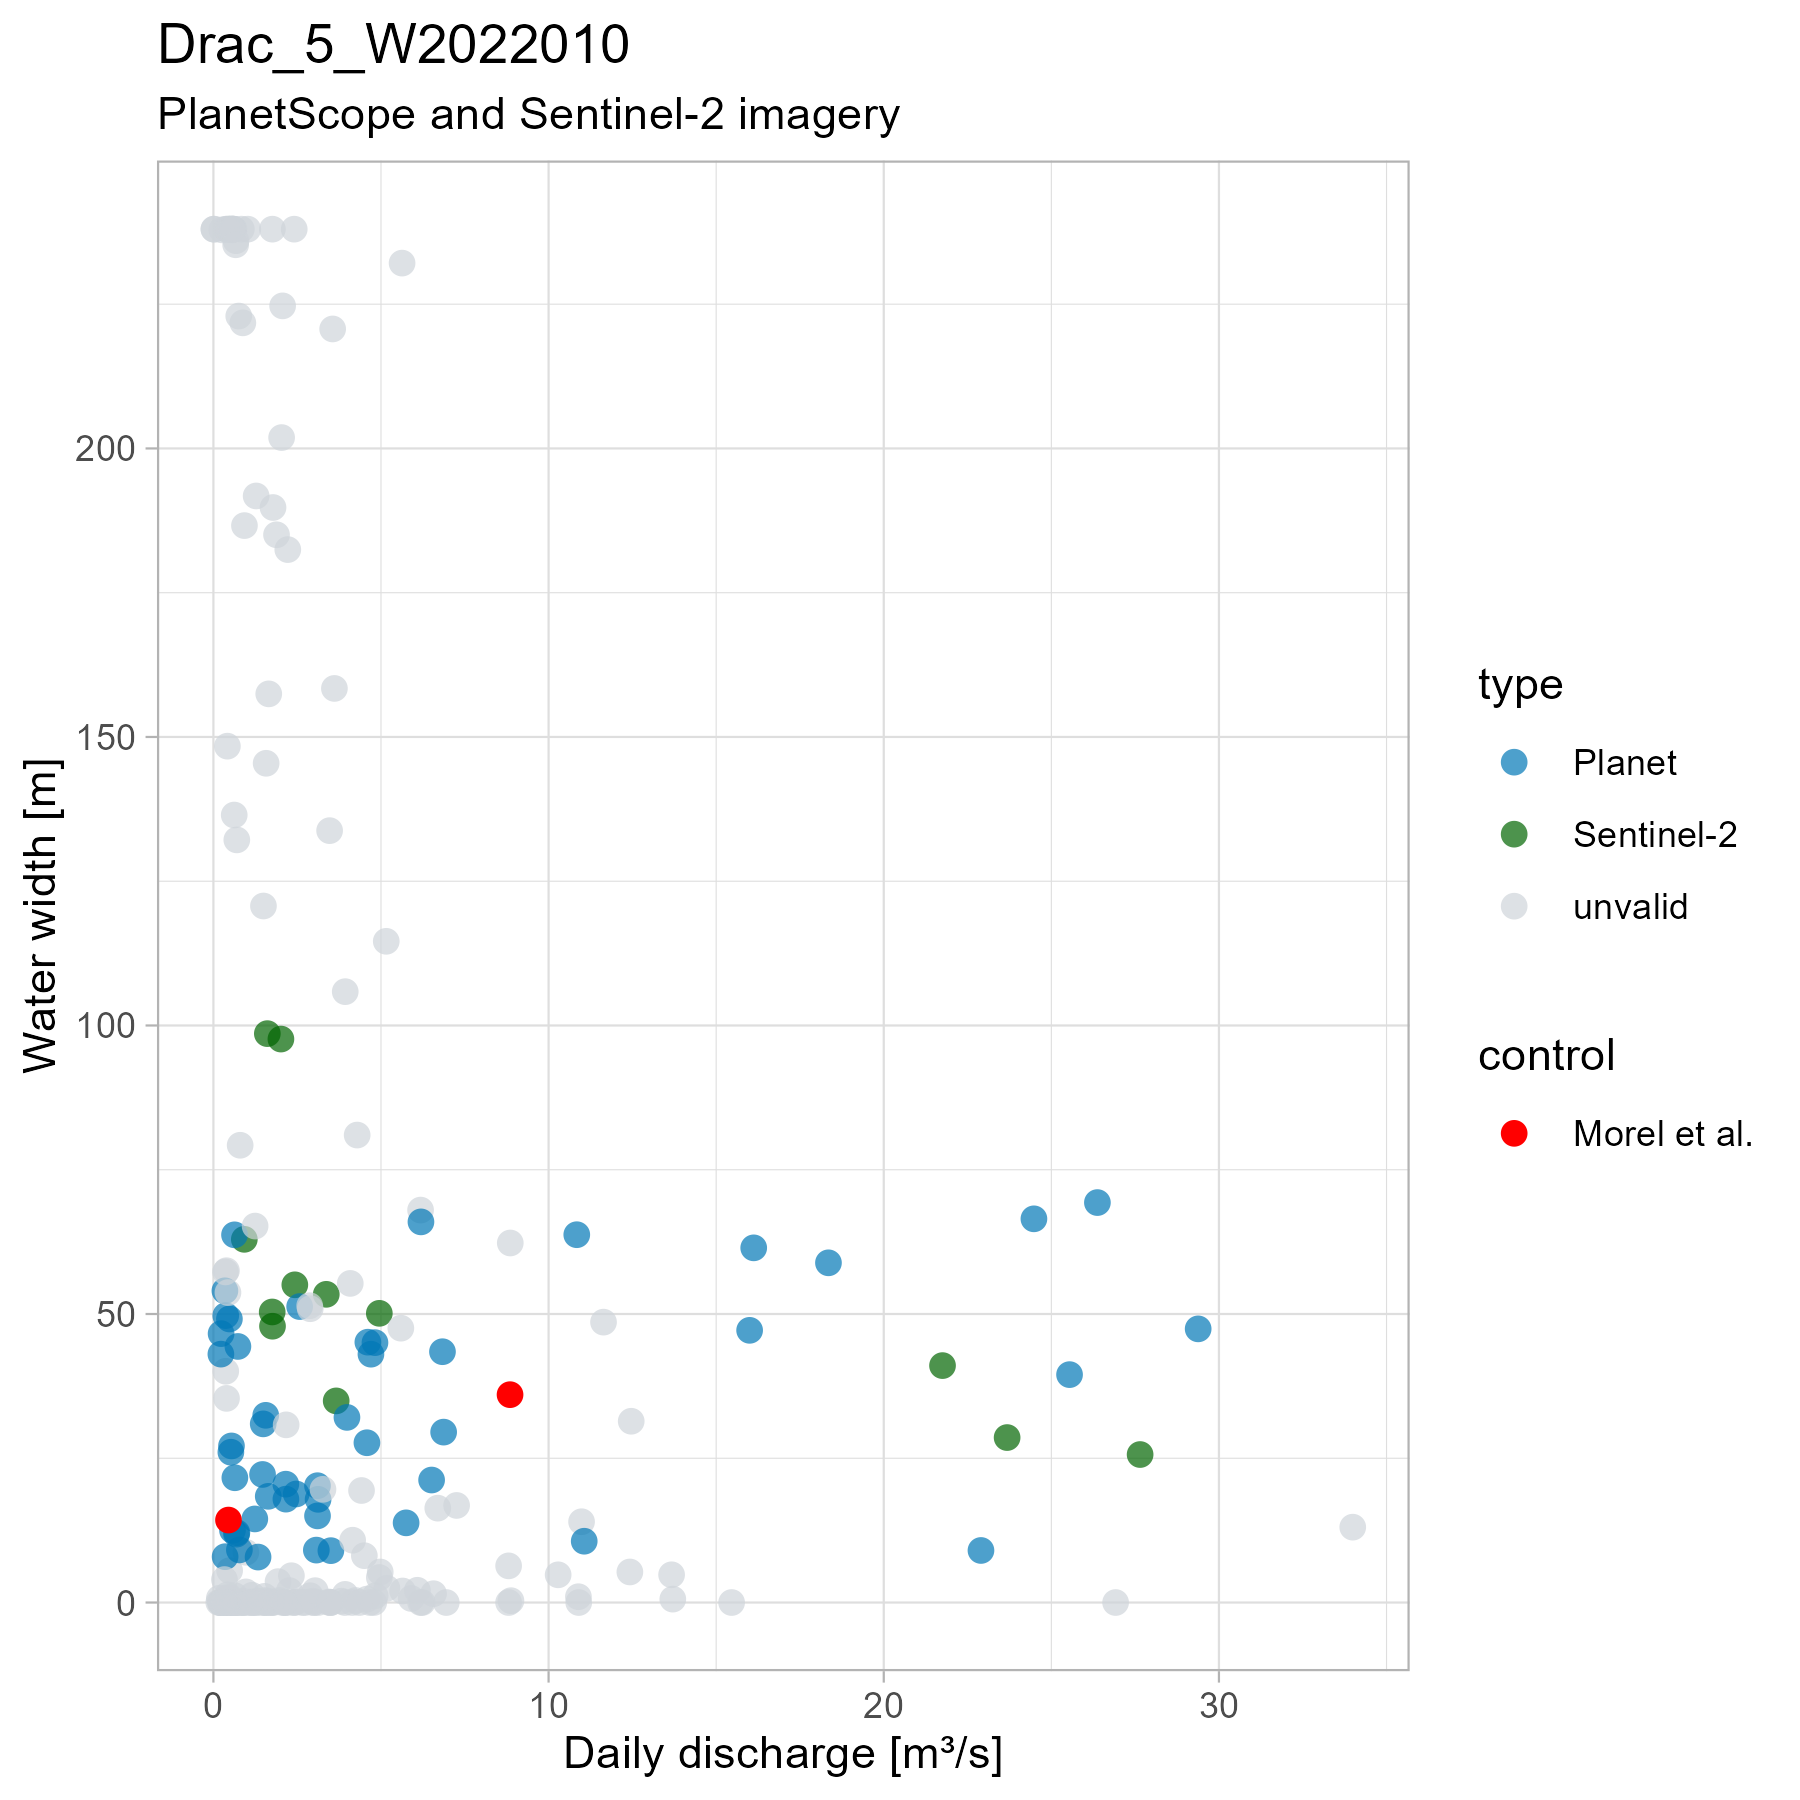 Drac_5_W2022010
PlanetScope and Sentinel-2 imagery
Water width [m]
200
150
100
50
0
0 10 20 30
Daily discharge [m³/s]
type
Planet
Sentinel-2
unvalid
control
Morel et al.